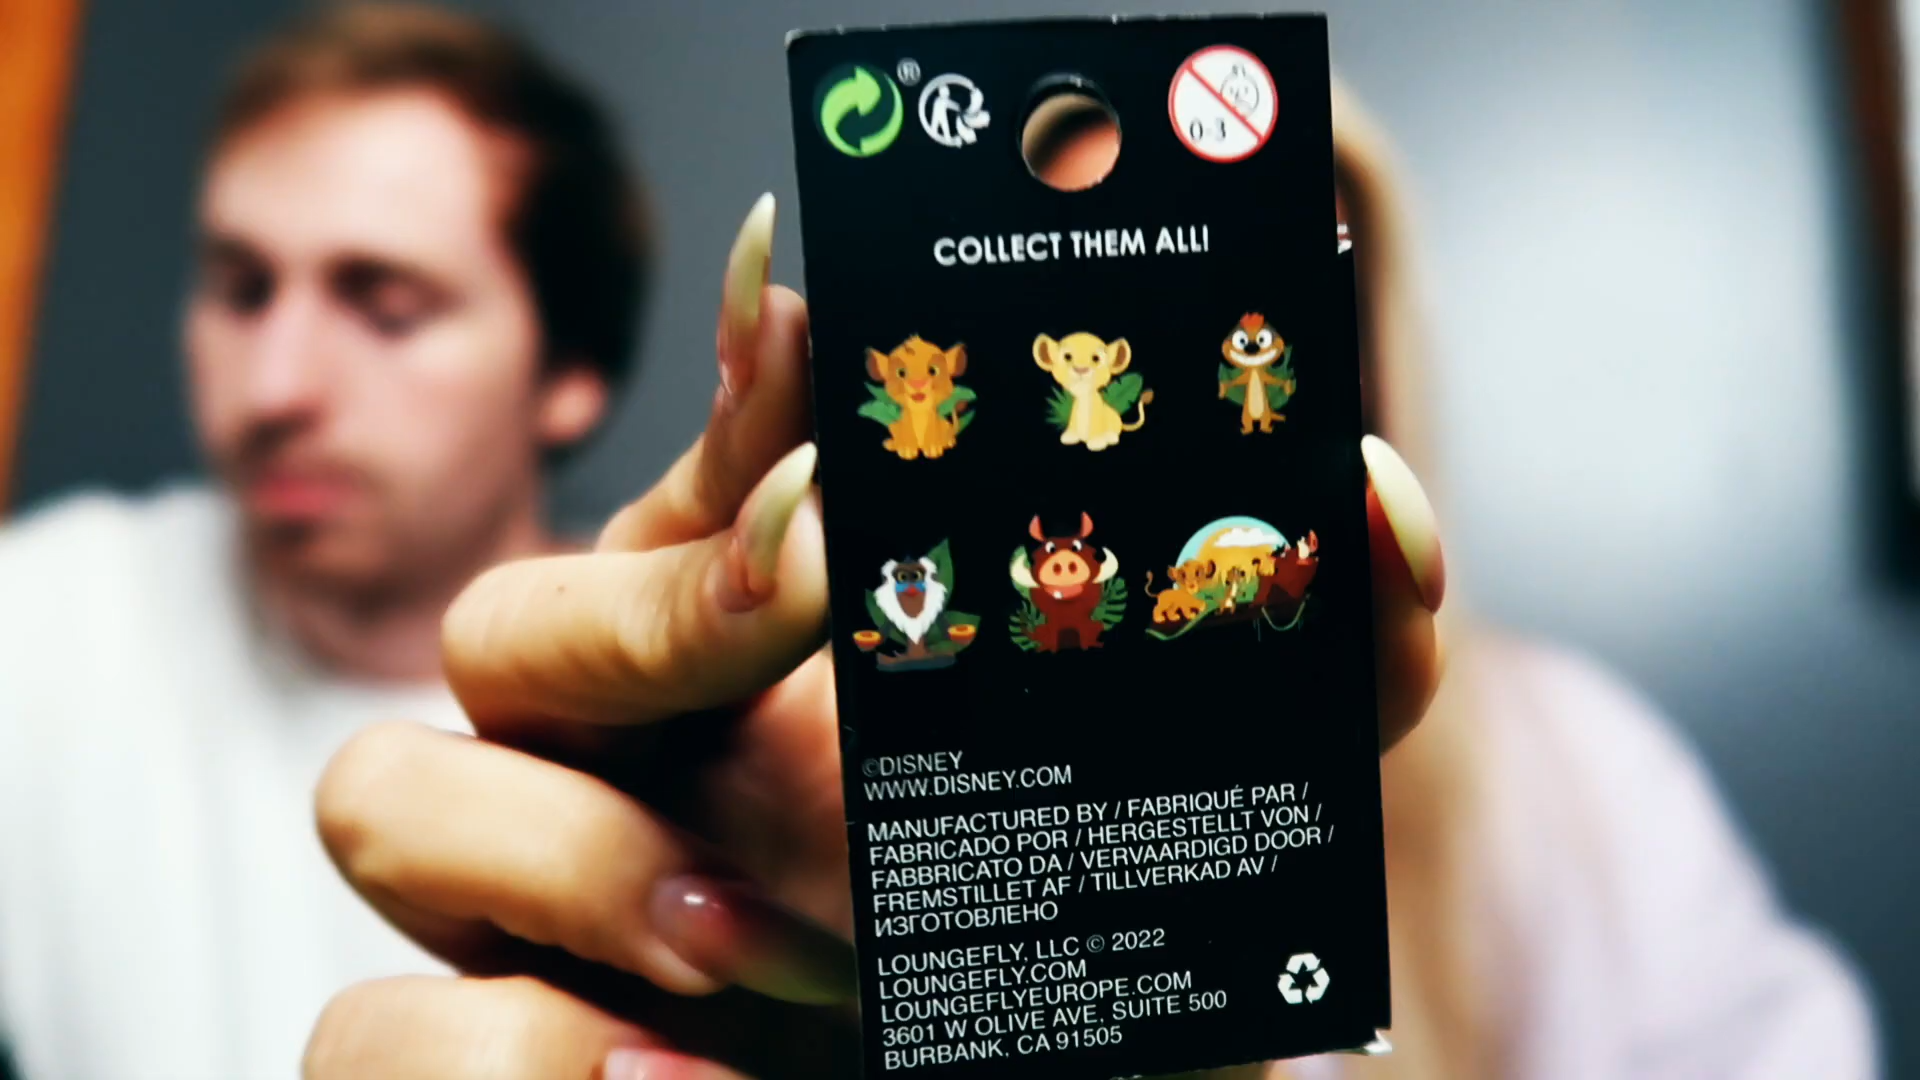 ®
0-3
COLLECT THEM ALL!
©DISNEY
WWW.DISNEY.COM
MANUFACTURED BY / FABRIQUÉ PAR /
FABRICADO POR / HERGESTELLT VON /
FABBRICATO DA / VERVAARDIGD DOOR /
FREMSTILLET AF / TILLVERKAD AV /
ИЗГОТОВЛЕНО
LOUNGEFLY, LLC © 2022
LOUNGEFLY.COM
LOUNGEFLYEUROPE.COM
3601 W OLIVE AVE, SUITE 500
BURBANK, CA 91505